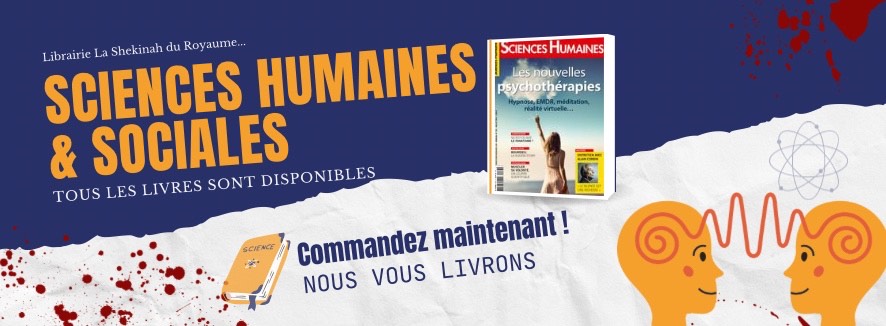 Librairie La Shekinah du Royaume...
SCIENCES HUMAINES
& SOCIALES
TOUS LES LIVRES SONT DISPONIBLES
SCIENCES HUMAINES
Les nouvelles
psychothérapies
Hypnose, EMDR, méditation,
réalité virtuelle...
SCIENCE
Commandez maintenant !
NOUS VOUS LIVRONS